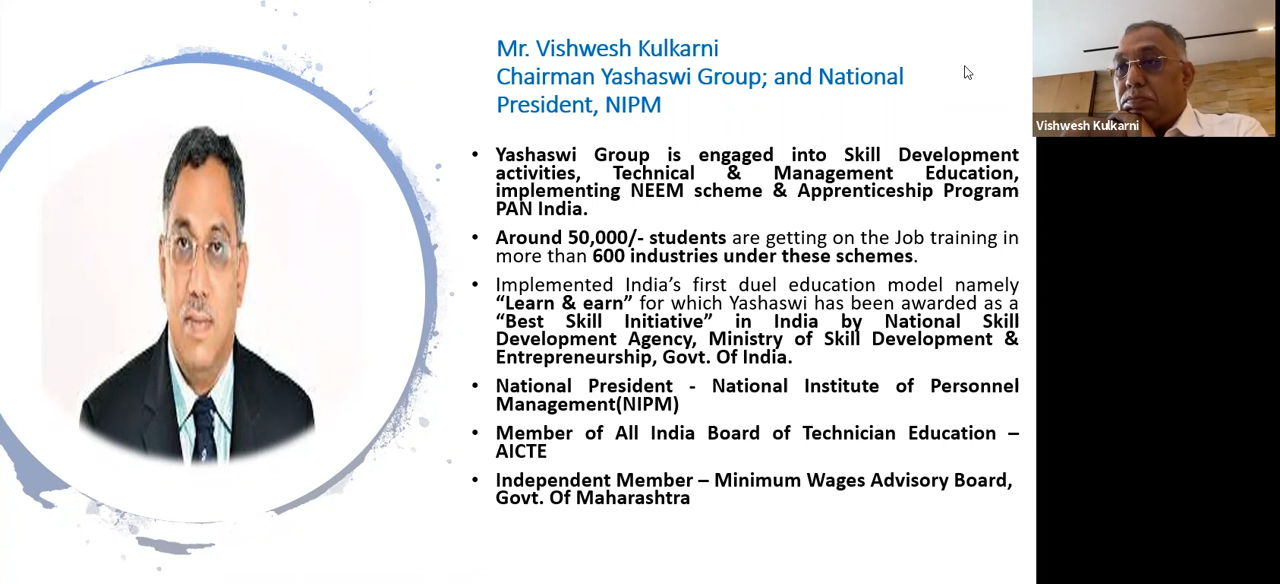 Mr. Vishwesh Kulkarni
Chairman Yashaswi Group; and National
President, NIPM
• Yashaswi Group is engaged into Skill Development
activities, Technical & Management Education,
implementing NEEM scheme & Apprenticeship Program
PAN India.
• Around 50,000/- students are getting on the Job training in
more than 600 industries under these schemes.
• Implemented India's first duel education model namely
“Learn & earn” for which Yashaswi has been awarded as a
“Best Skill Initiative” in India by National Skill
Development Agency, Ministry of Skill Development &
Entrepreneurship, Govt. Of India.
• National President - National Institute of Personnel
Management(NIPM)
• Member of All India Board of Technician Education –
AICTE
• Independent Member – Minimum Wages Advisory Board,
Govt. Of Maharashtra
Vishwesh Kulkarni